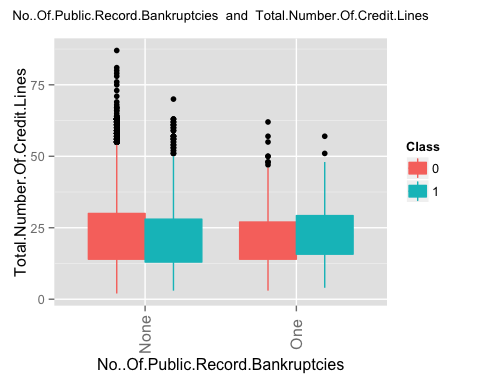 No..Of.Public.Record.Bankruptcies and Total.Number.Of.Credit.Lines
Total.Number.Of.Credit.Lines
75
50
25
0
None
One
No..Of.Public.Record.Bankruptcies
Class
0
1